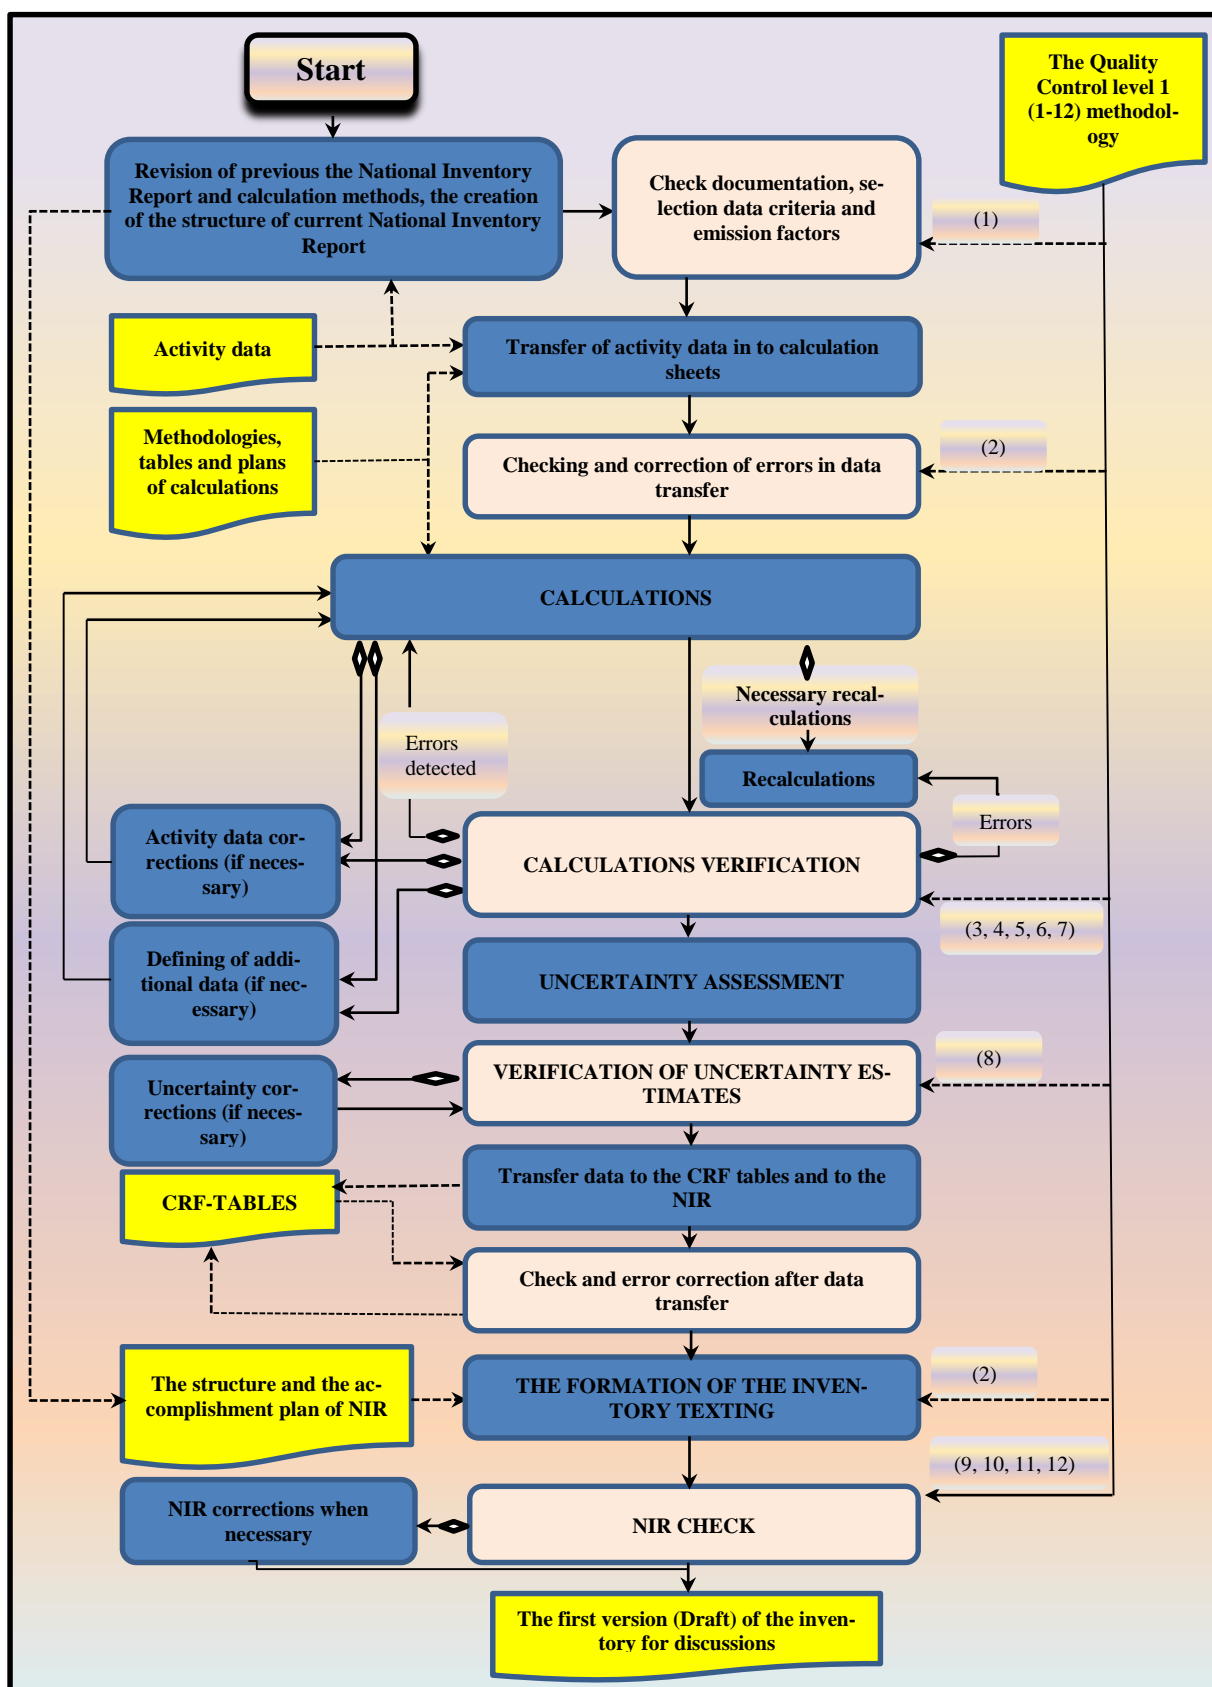 Start
The Quality
Control level 1
(1-12) methodol-
ogy
Revision of previous the National Inventory
Report and calculation methods, the creation
of the structure of current National Inventory
Report
Check documentation, se-
lection data criteria and
emission factors
(1)
Activity data
Transfer of activity data in to calculation
sheets
Methodologies,
tables and plans
of calculations
Checking and correction of errors in data
transfer
(2)
CALCULATIONS
Necessary recal-
culations
Errors
detected
Recalculations
Errors
Activity data cor-
rections (if neces-
sary)
CALCULATIONS VERIFICATION
(3, 4, 5, 6, 7)
Defining of addi-
tional data (if nec-
essary)
UNCERTAINTY ASSESSMENT
(8)
Uncertainty cor-
rections (if neces-
sary)
VERIFICATION OF UNCERTAINTY ES-
TIMATES
CRF-TABLES
Transfer data to the CRF tables and to the
NIR
Check and error correction after data
transfer
The structure and the ac-
complishment plan of NIR
THE FORMATION OF THE INVEN-
TORY TEXTING
(2)
(9, 10, 11, 12)
NIR corrections when
necessary
NIR CHECK
The first version (Draft) of the inven-
tory for discussions